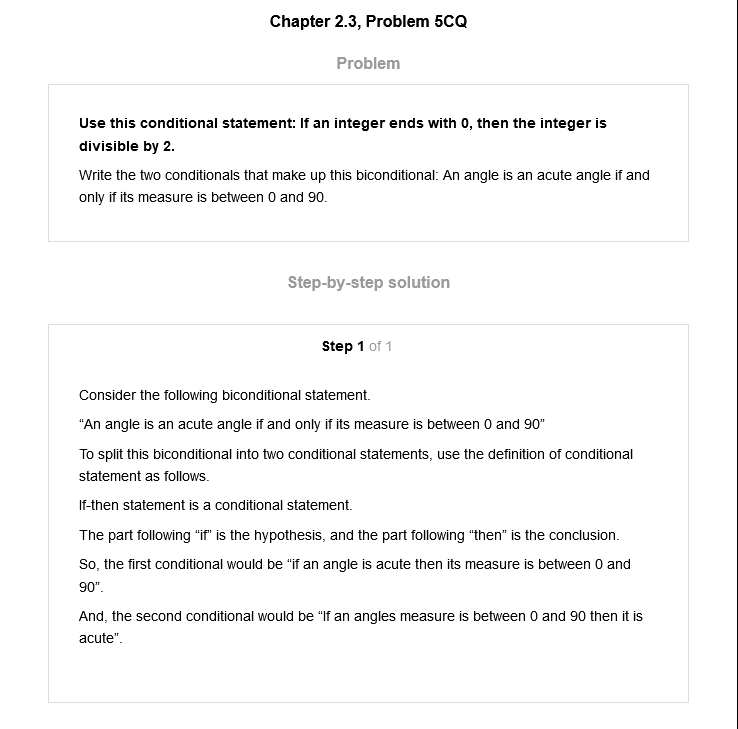 Chapter 2.3, Problem 5CQ
Problem
Use this conditional statement: If an integer ends with 0, then the integer is
divisible by 2.
Write the two conditionals that make up this biconditional: An angle is an acute angle if and
only if its measure is between 0 and 90.
Step-by-step solution
Step 1 of 1
Consider the following biconditional statement.
“An angle is an acute angle if and only if its measure is between 0 and 90”
To split this biconditional into two conditional statements, use the definition of conditional
statement as follows.
If-then statement is a conditional statement.
The part following “if” is the hypothesis, and the part following “then” is the conclusion.
So, the first conditional would be “if an angle is acute then its measure is between 0 and
90”.
And, the second conditional would be “If an angles measure is between 0 and 90 then it is
acute”.